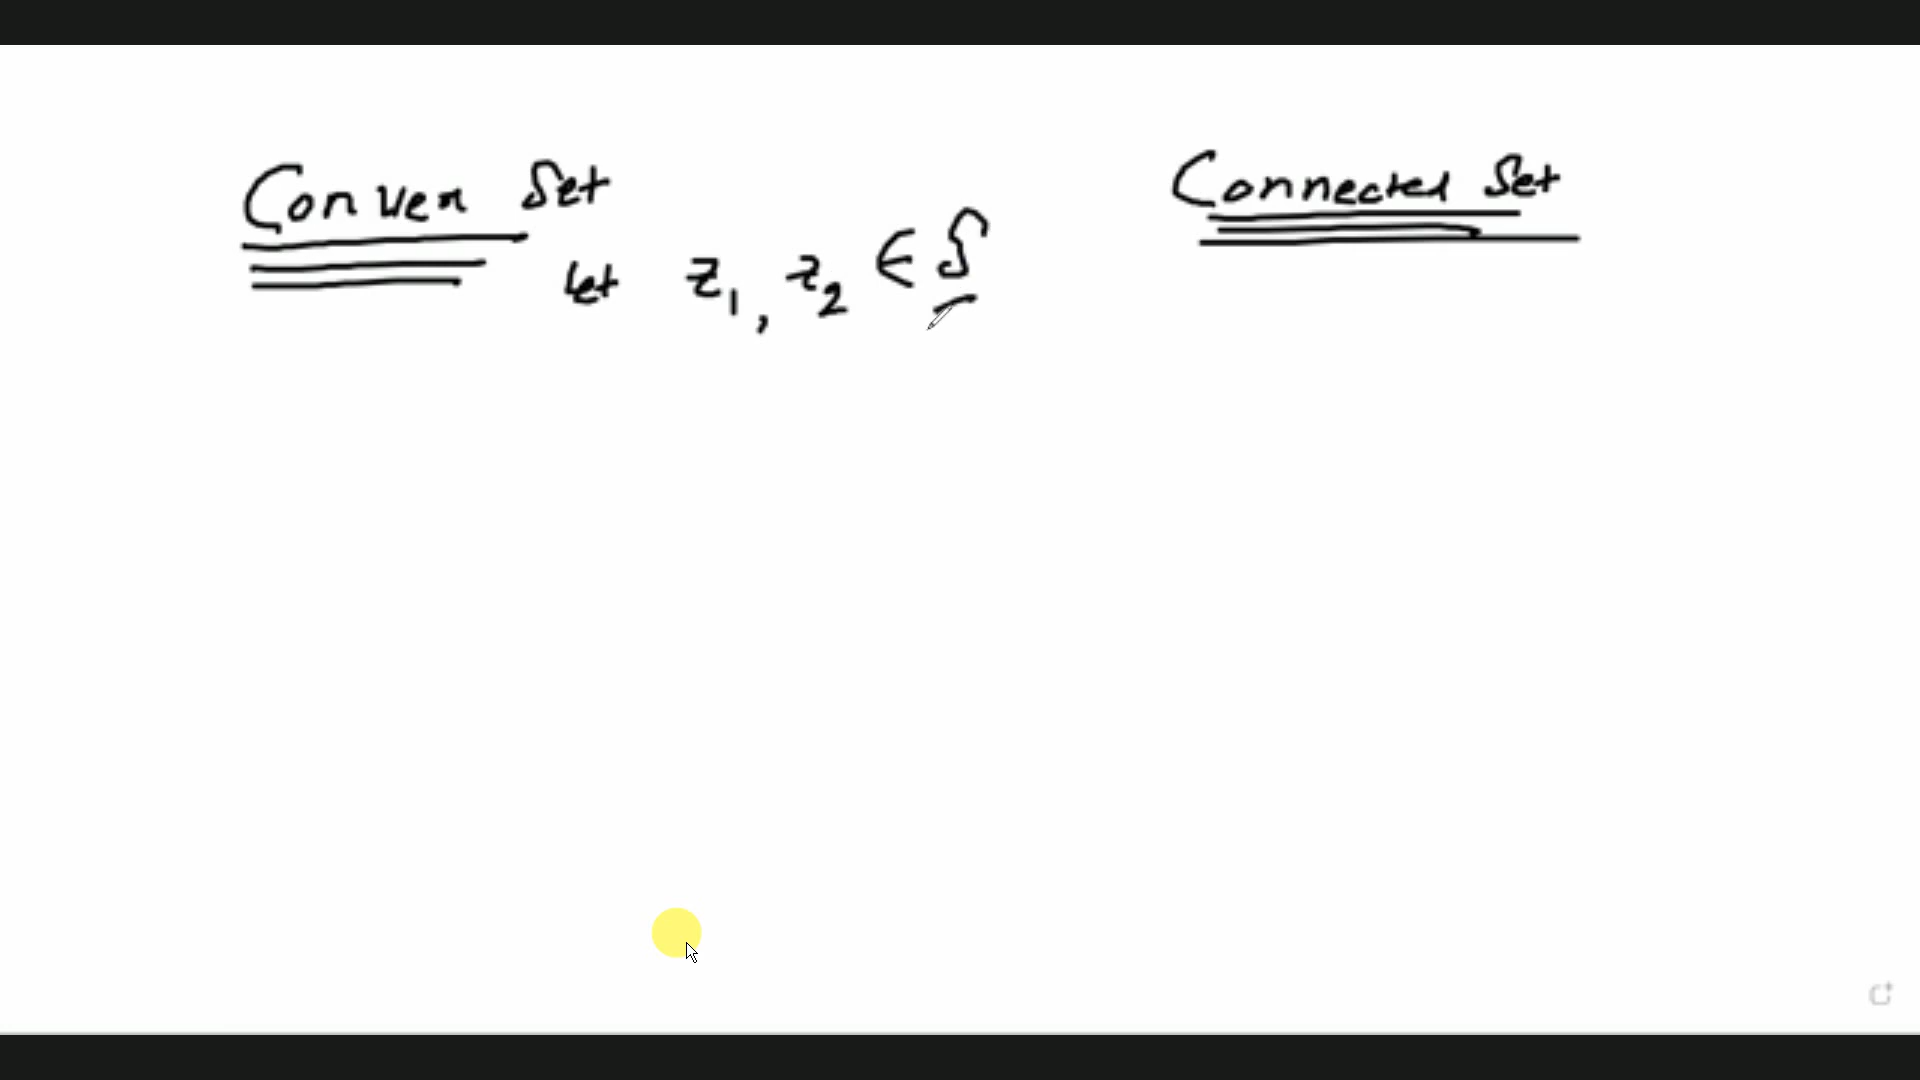 Convex Set
Connected Set
let z₁, z₂ ∈ S